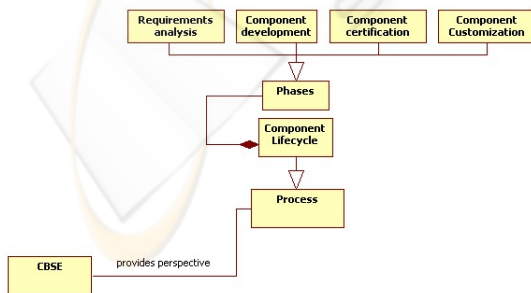 Requirements
analysis
Component
development
Component
certification
Component
Customization
Phases
Component
Lifecycle
Process
CBSE
provides perspective